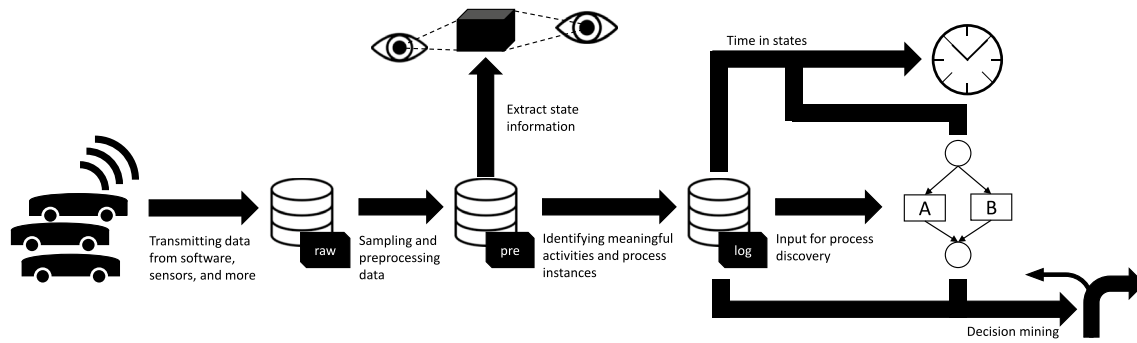 Time in states
Extract state
information
A
B
raw
pre
log
Transmitting data
from software,
sensors, and more
Sampling and
preprocessing
data
Identifying meaningful
activities and process
instances
Input for process
discovery
Decision mining